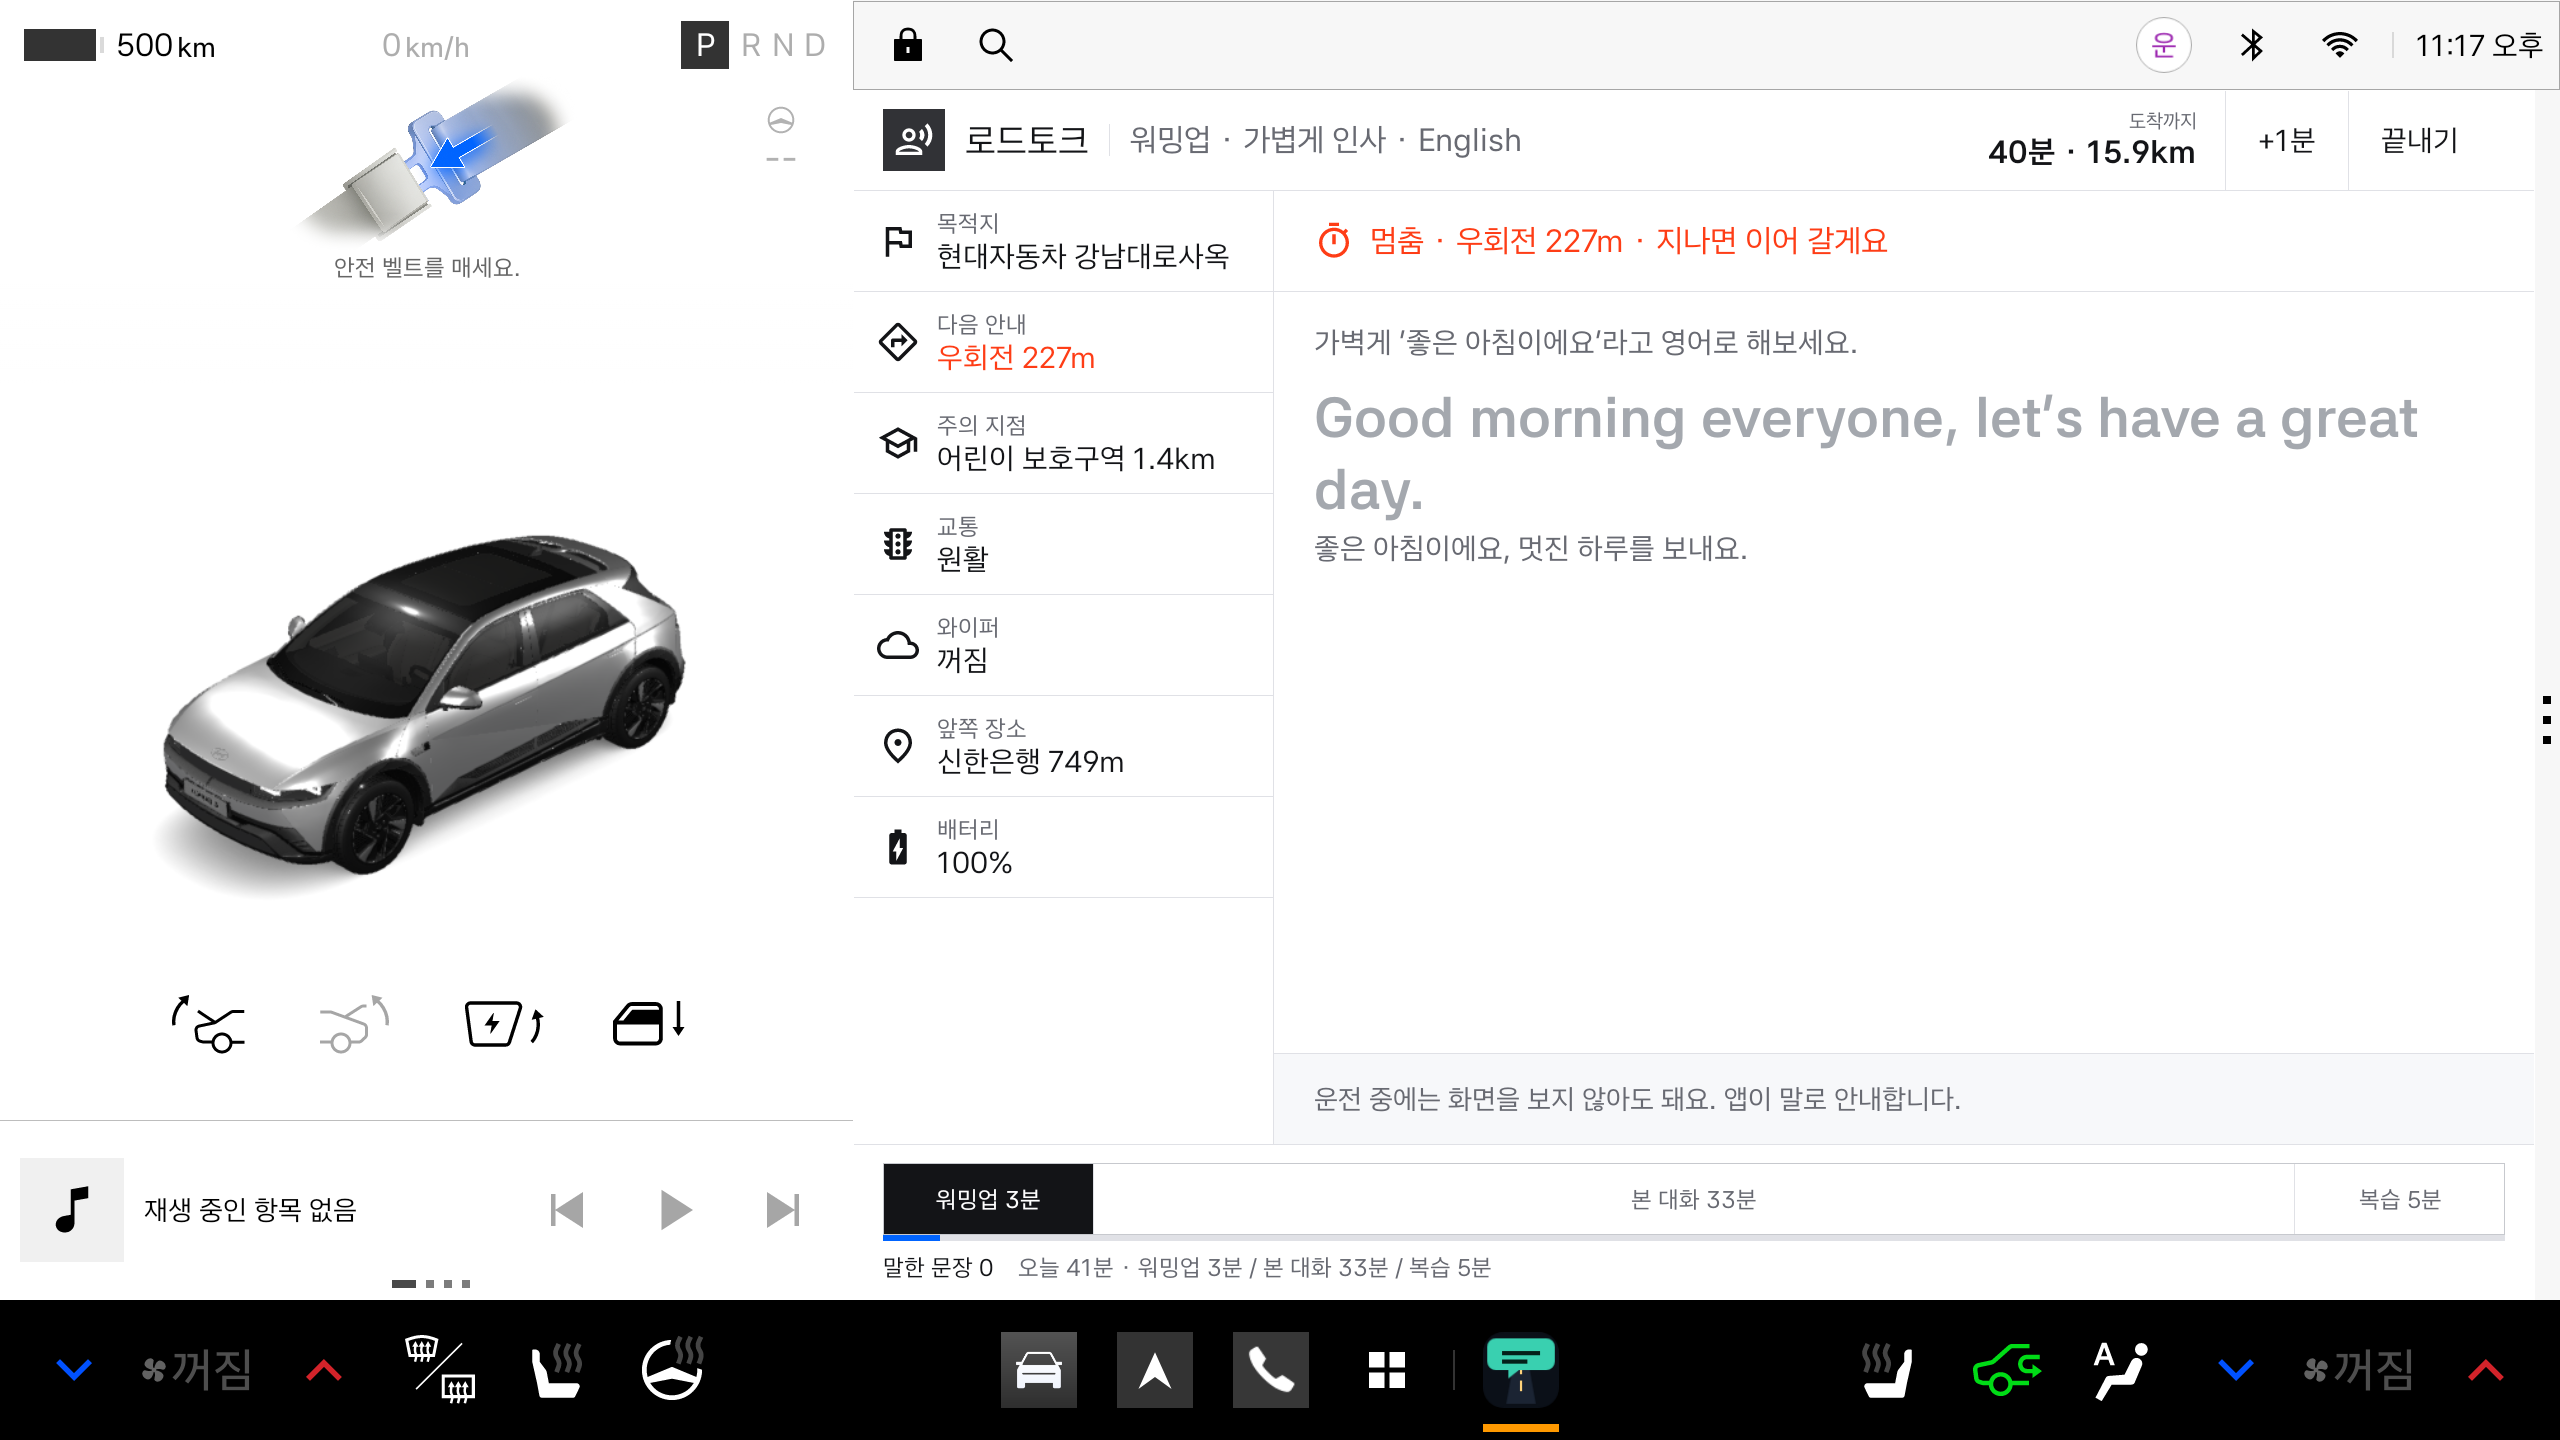 500 km
0 km/h
P R N D
안전 벨트를 매세요.
--
재생 중인 항목 없음
운
11:17 오후
로드토크
워밍업 · 가볍게 인사 · English
도착까지
40분 · 15.9km
+1분
끝내기
목적지
현대자동차 강남대로사옥
다음 안내
우회전 227m
주의 지점
어린이 보호구역 1.4km
교통
원활
와이퍼
꺼짐
앞쪽 장소
신한은행 749m
배터리
100%
멈춤 · 우회전 227m · 지나면 이어 갈게요
가벽게 '좋은 아침이에요'라고 영어로 해보세요.
Good morning everyone, let's have a great
day.
좋은 아침이에요, 멋진 하루를 보내요.
운전 중에는 화면을 보지 않아도 돼요. 앱이 말로 안내합니다.
워밍업 3분
본 대화 33분
복습 5분
말한 문장 0
오늘 41분 · 워밍업 3분 / 본 대화 33분 / 복습 5분
꺼짐
A
꺼짐